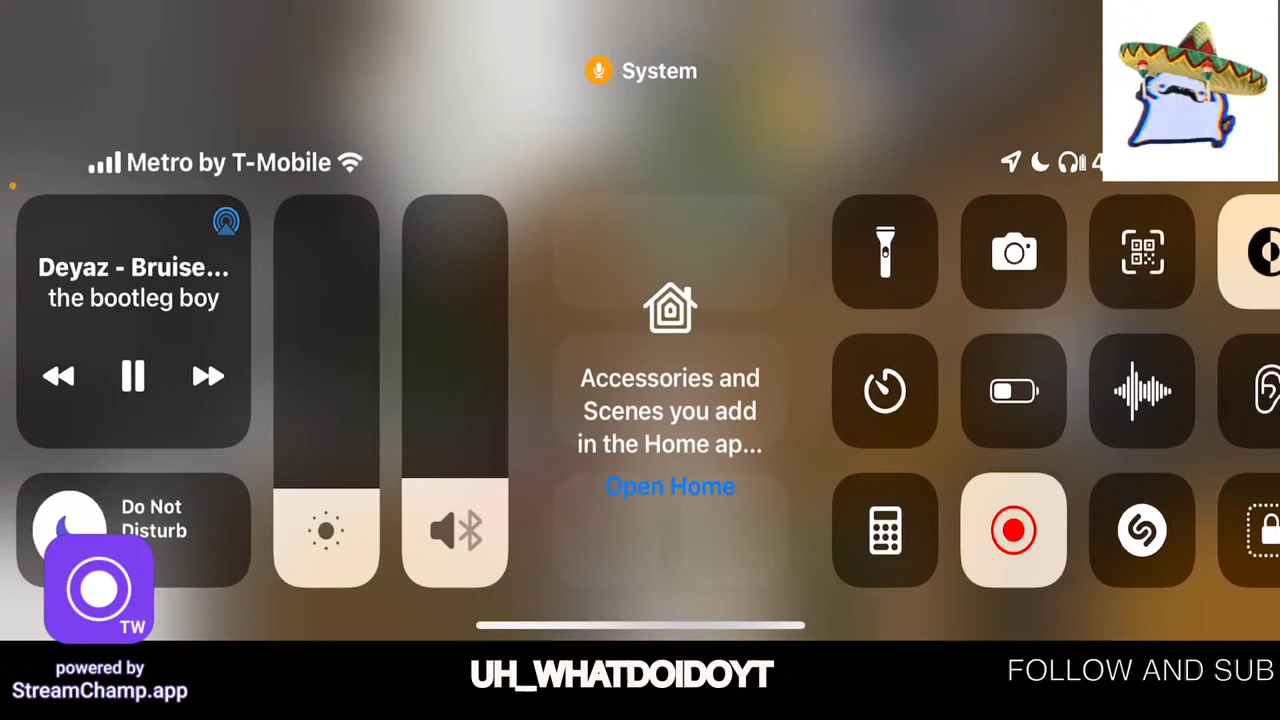 System
Metro by T-Mobile
4
Deyaz - Bruise...
the bootleg boy
Do Not
Disturb
Accessories and
Scenes you add
in the Home ap...
Open Home
TW
powered by
StreamChamp.app
UH_WHATDOIDOYT
FOLLOW AND SUB